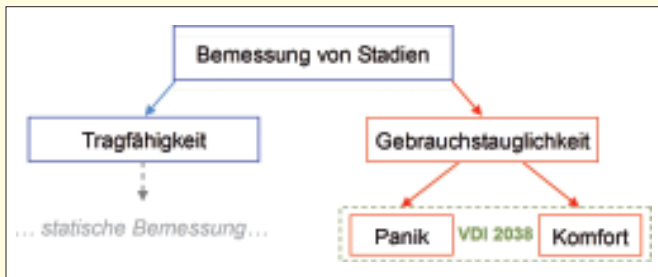 Bemessung von Stadien
Tragfähigkeit
Gebrauchstauglichkeit
... statische Bemessung...
Panik VDI 2038 Komfort